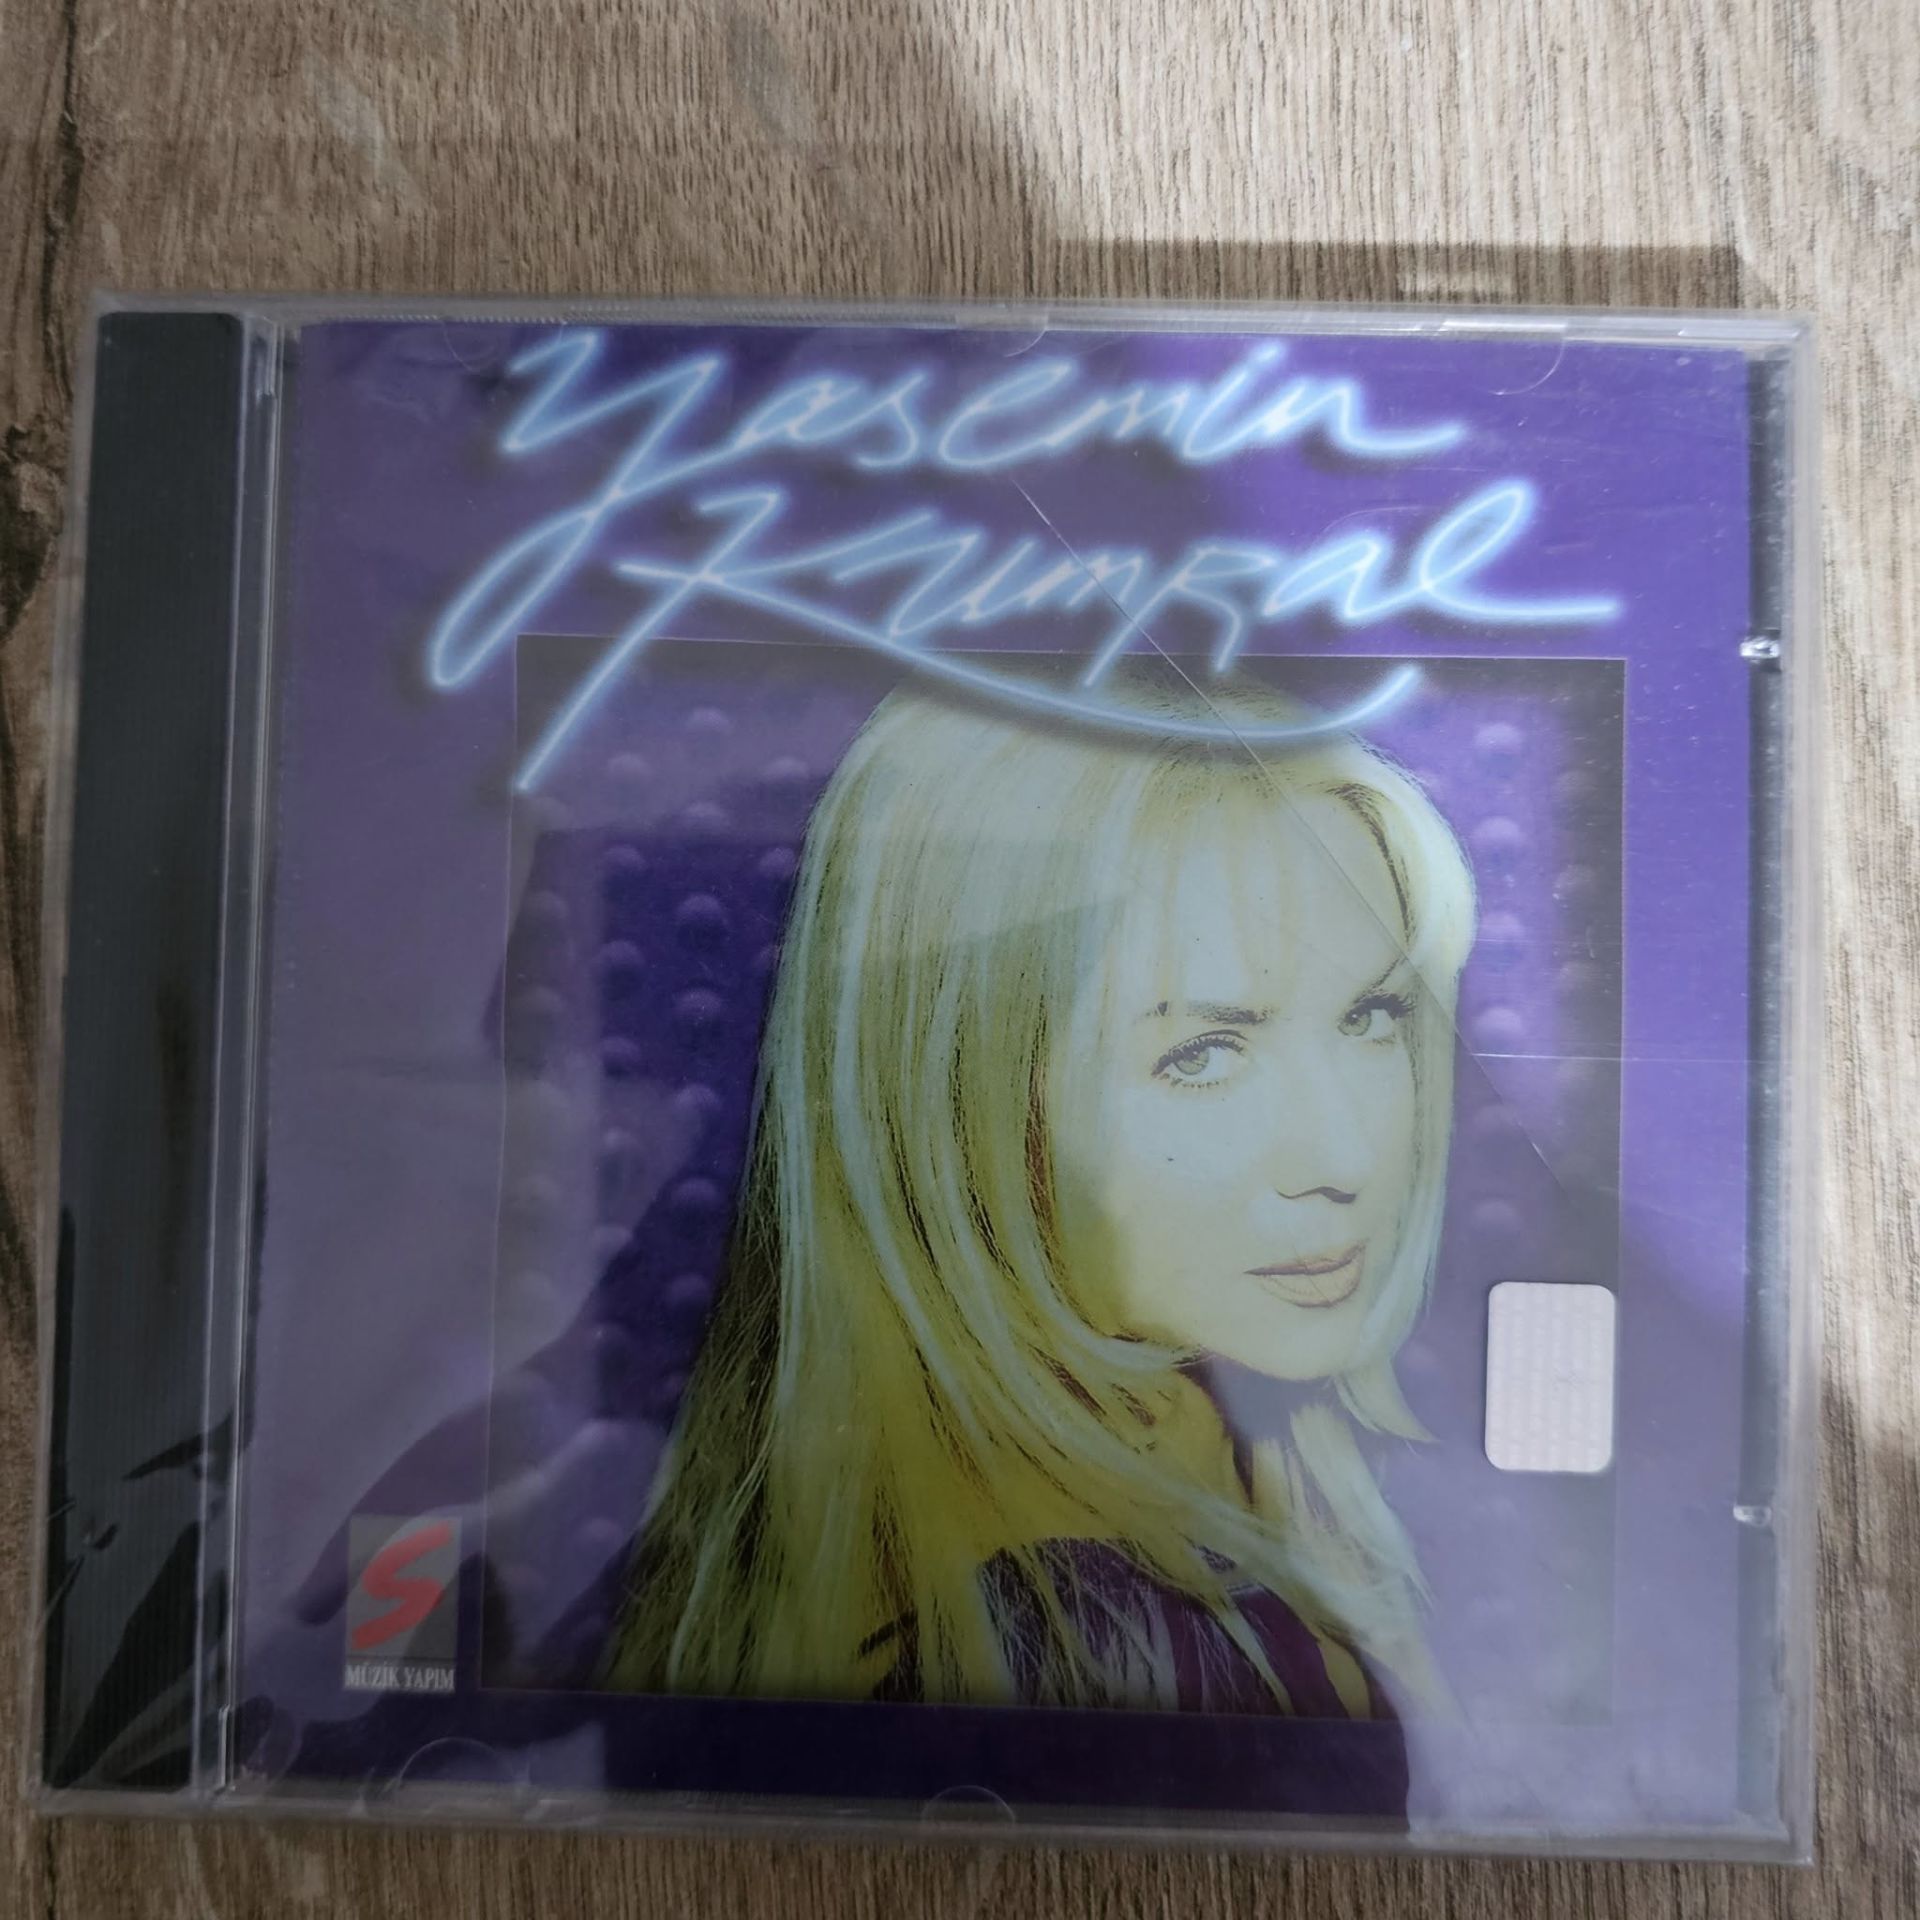 Yasemin
Kumral
S
MÜZİK YAPIM